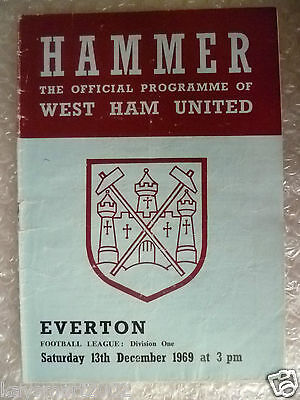 HAMMER
THE OFFICIAL PROGRAMME OF
WEST HAM UNITED
EVERTON
FOOTBALL LEAGUE: Division One
Saturday 13th December 1969 at 3 pm